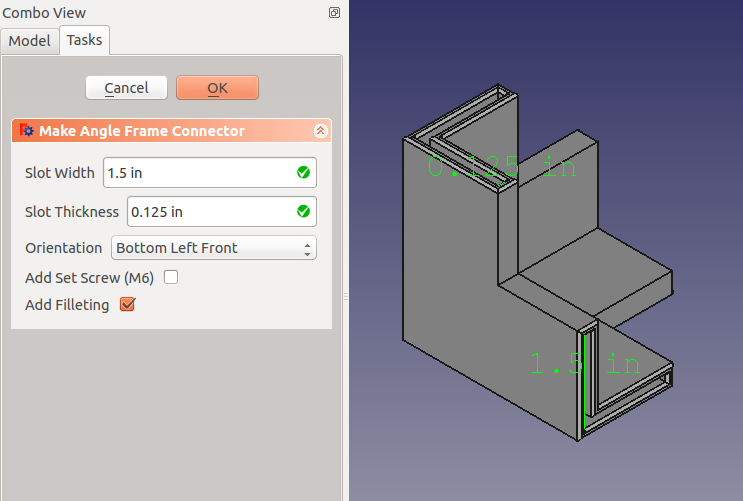 Combo View
Model Tasks
Cancel OK
Make Angle Frame Connector
Slot Width 1.5 in
Slot Thickness 0.125 in
Orientation Bottom Left Front
Add Set Screw (M6)
Add Filleting
0.125 in
1.5 in